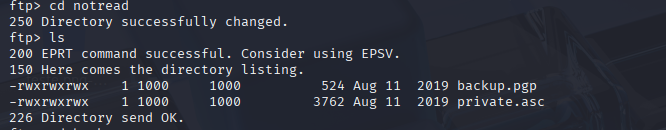 ftp> cd notread
250 Directory successfully changed.
ftp> ls
200 EPRT command successful. Consider using EPSV.
150 Here comes the directory listing.
-rwxrwxrwx    1 1000     1000          524 Aug 11  2019 backup.pgp
-rwxrwxrwx    1 1000     1000         3762 Aug 11  2019 private.asc
226 Directory send OK.